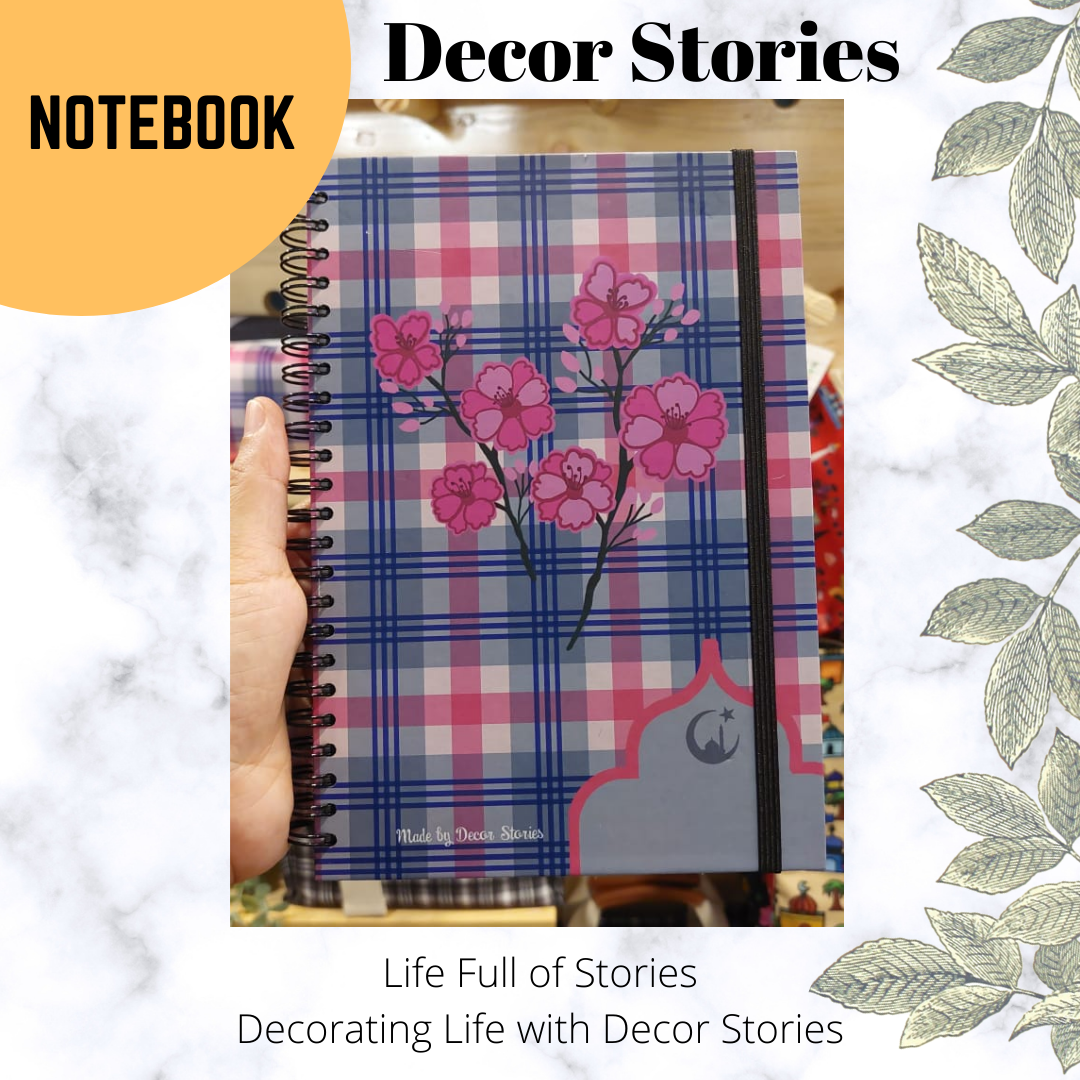 Decor Stories
NOTEBOOK
Made by Decor Stories
Life Full of Stories
Decorating Life with Decor Stories